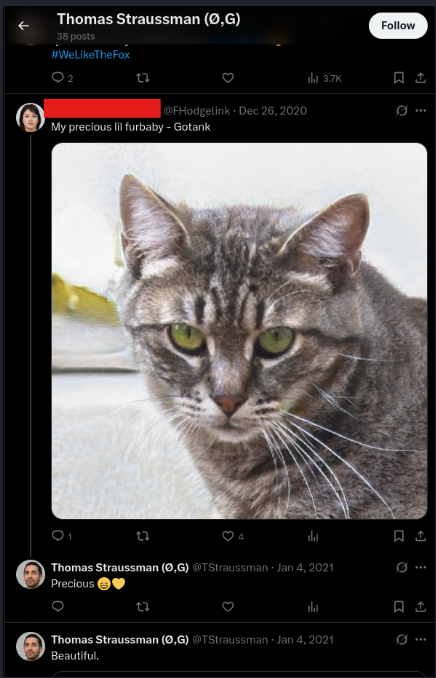 Thomas Straussman (Ø,G)
38 posts
Follow
#WeLikeTheFox
2
3.7K
@FHodgelink · Dec 26, 2020
My precious lil furbaby - Gotank
1
4
Thomas Straussman (Ø,G) @TStraussman · Jan 4, 2021
Precious 😄💛
Thomas Straussman (Ø,G) @TStraussman · Jan 4, 2021
Beautiful.